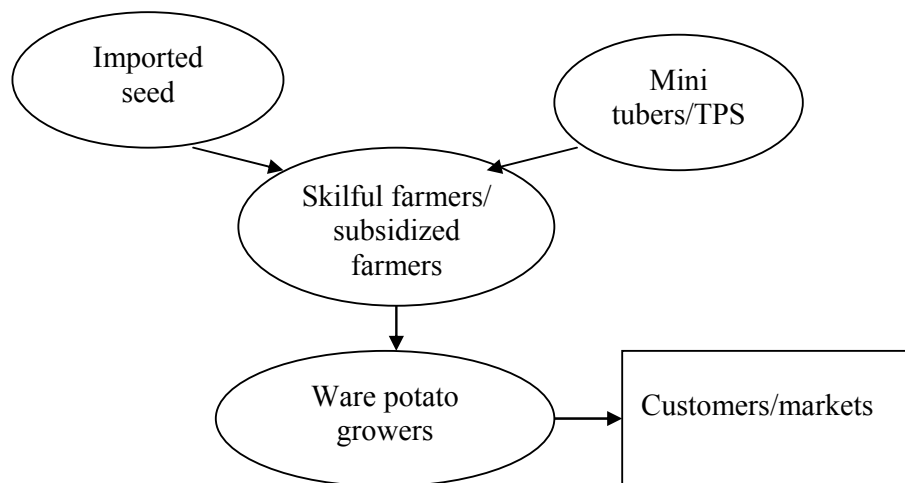 Imported
seed
Mini
tubers/TPS
Skilful farmers/
subsidized
farmers
Ware potato
growers
Customers/markets